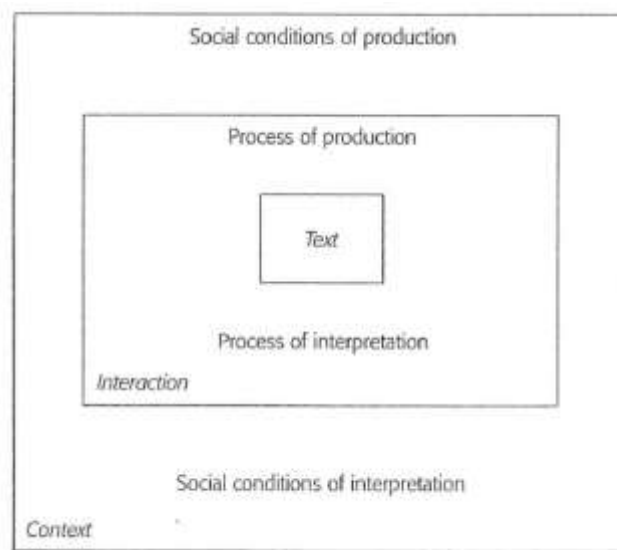 Social conditions of production
Process of production
Text
Process of interpretation
Interaction
Social conditions of interpretation
Context